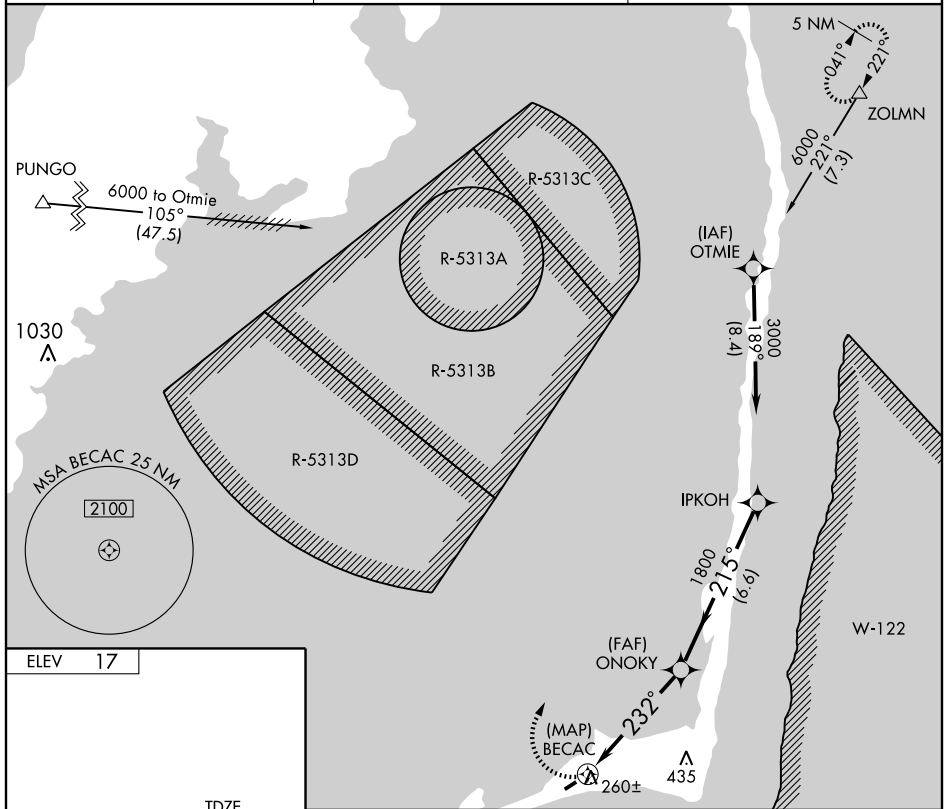 5 NM
041°
221°
ZOLMN
6000
221°
(7.3)
PUNGO
6000 to Otmie
105°
(47.5)
R-5313C
R-5313A
(IAF)
OTMIE
3000
189°
(8.4)
1030
R-5313B
R-5313D
MSA BECAC 25 NM
2100
IPKOH
1800
215°
(6.6)
W-122
(FAF)
ONOKY
ELEV 17
232°
(MAP)
BECAC
260±
435
TDZE